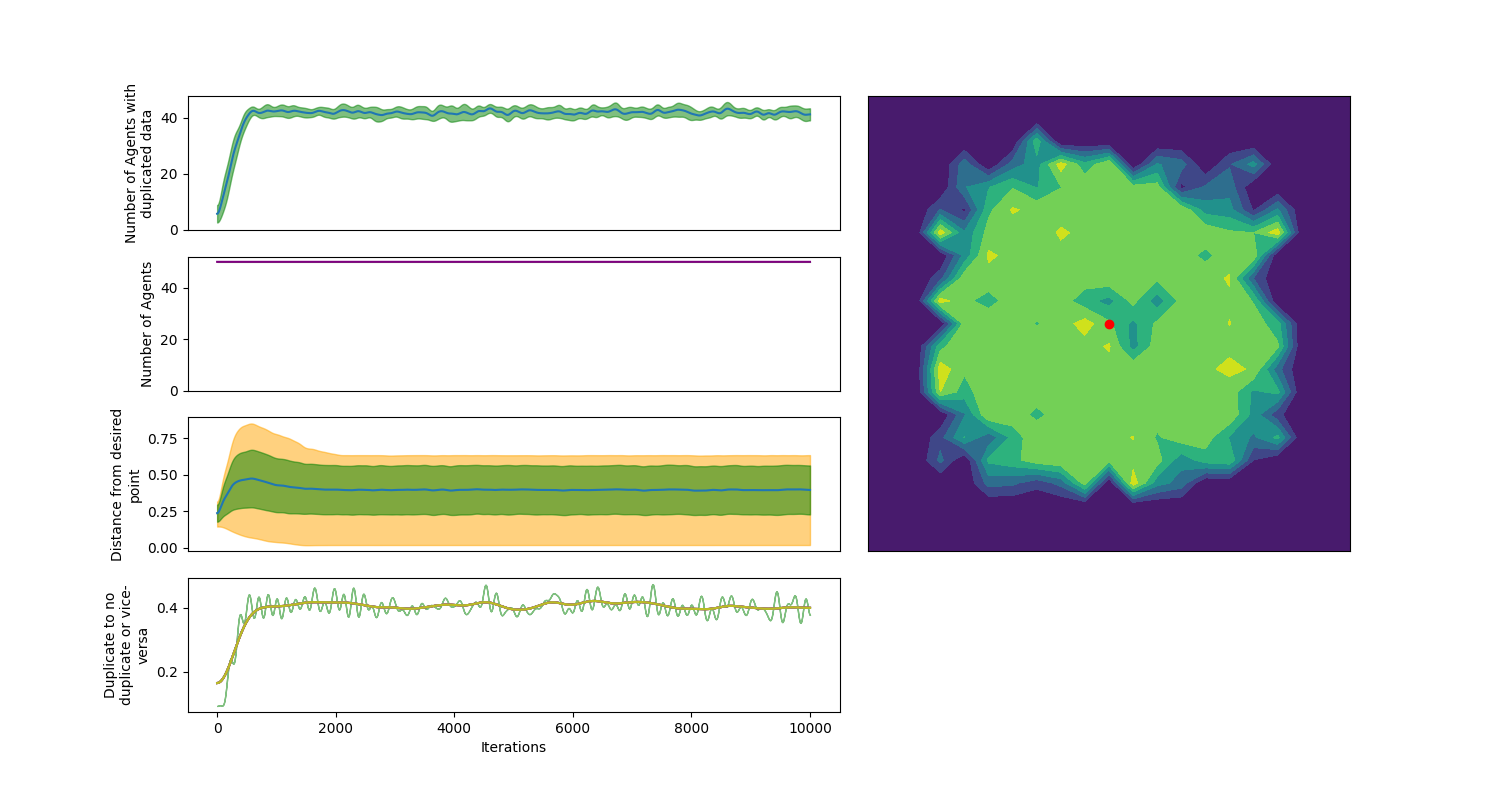 Number of Agents with
duplicated data
40
20
0
Number of Agents
40
20
0
Distance from desired
point
0.75
0.50
0.25
0.00
Duplicate to no
duplicate or vice-
versa
0.4
0.2
0
2000
4000
6000
8000
10000
Iterations